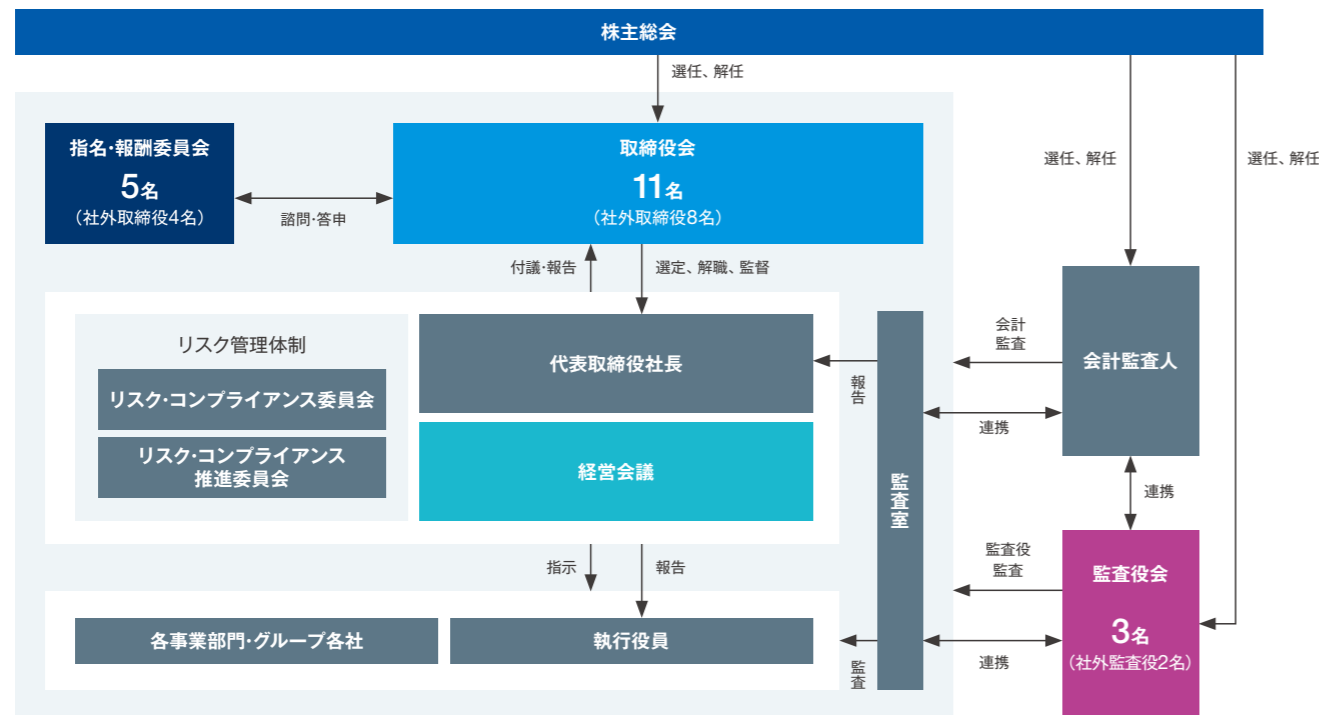 株主総会
選任、解任
選任、解任
選任、解任
指名・報酬委員会
5名
（社外取締役4名）
諮問・答申
取締役会
11名
（社外取締役8名）
付議・報告
選定、解職、監督
リスク管理体制
リスク・コンプライアンス委員会
リスク・コンプライアンス
推進委員会
代表取締役社長
経営会議
報告
監査室
会計
監査
連携
会計監査人
連携
指示
報告
監査役
監査
監査役会
3名
（社外監査役2名）
各事業部門・グループ各社
執行役員
監査
連携